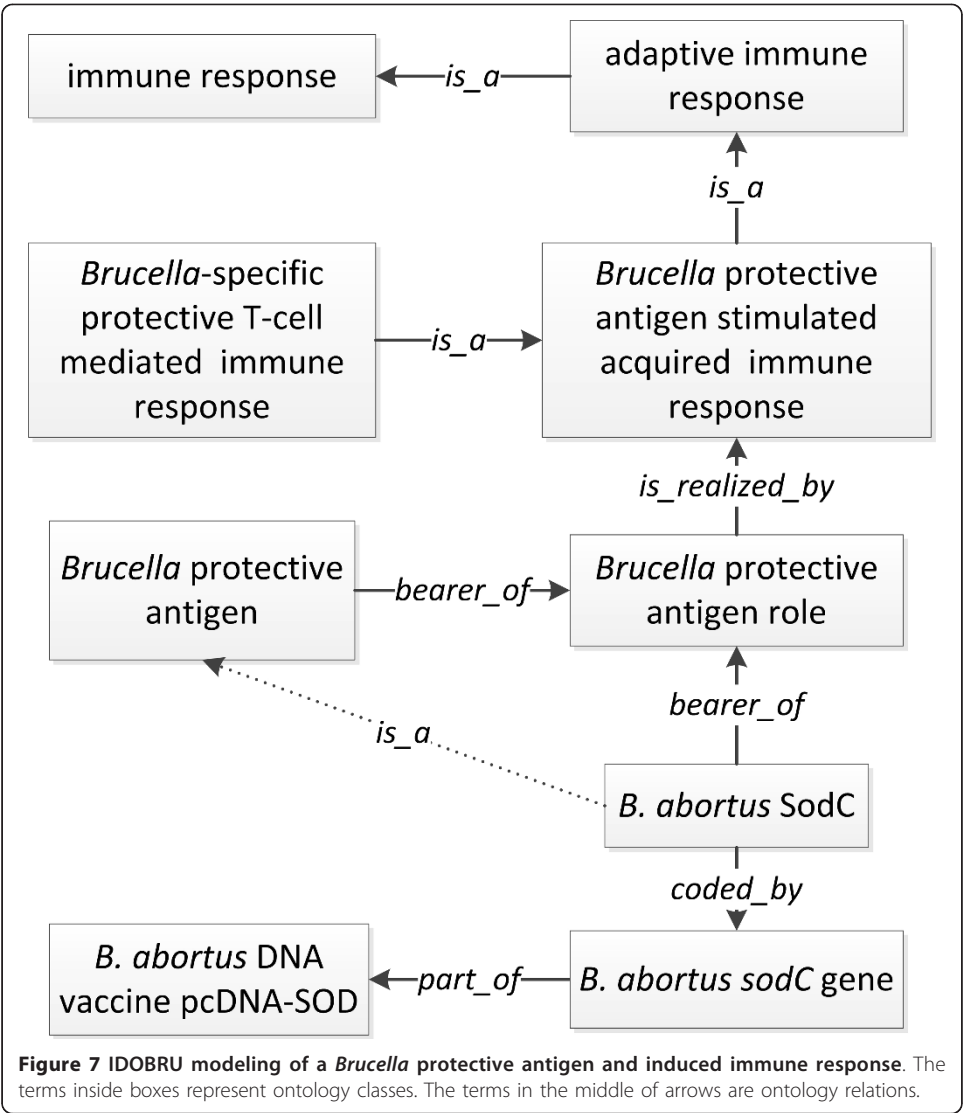 immune response
is_a
adaptive immune
response
is_a
Brucella-specific
protective T-cell
mediated immune
response
is_a
Brucella protective
antigen stimulated
acquired immune
response
is_realized_by
Brucella protective
antigen
bearer_of
Brucella protective
antigen role
bearer_of
is_a
B. abortus SodC
coded_by
B. abortus DNA
vaccine pcDNA-SOD
part_of
B. abortus sodC gene
Figure 7 IDOBRU modeling of a Brucella protective antigen and induced immune response. The
terms inside boxes represent ontology classes. The terms in the middle of arrows are ontology relations.